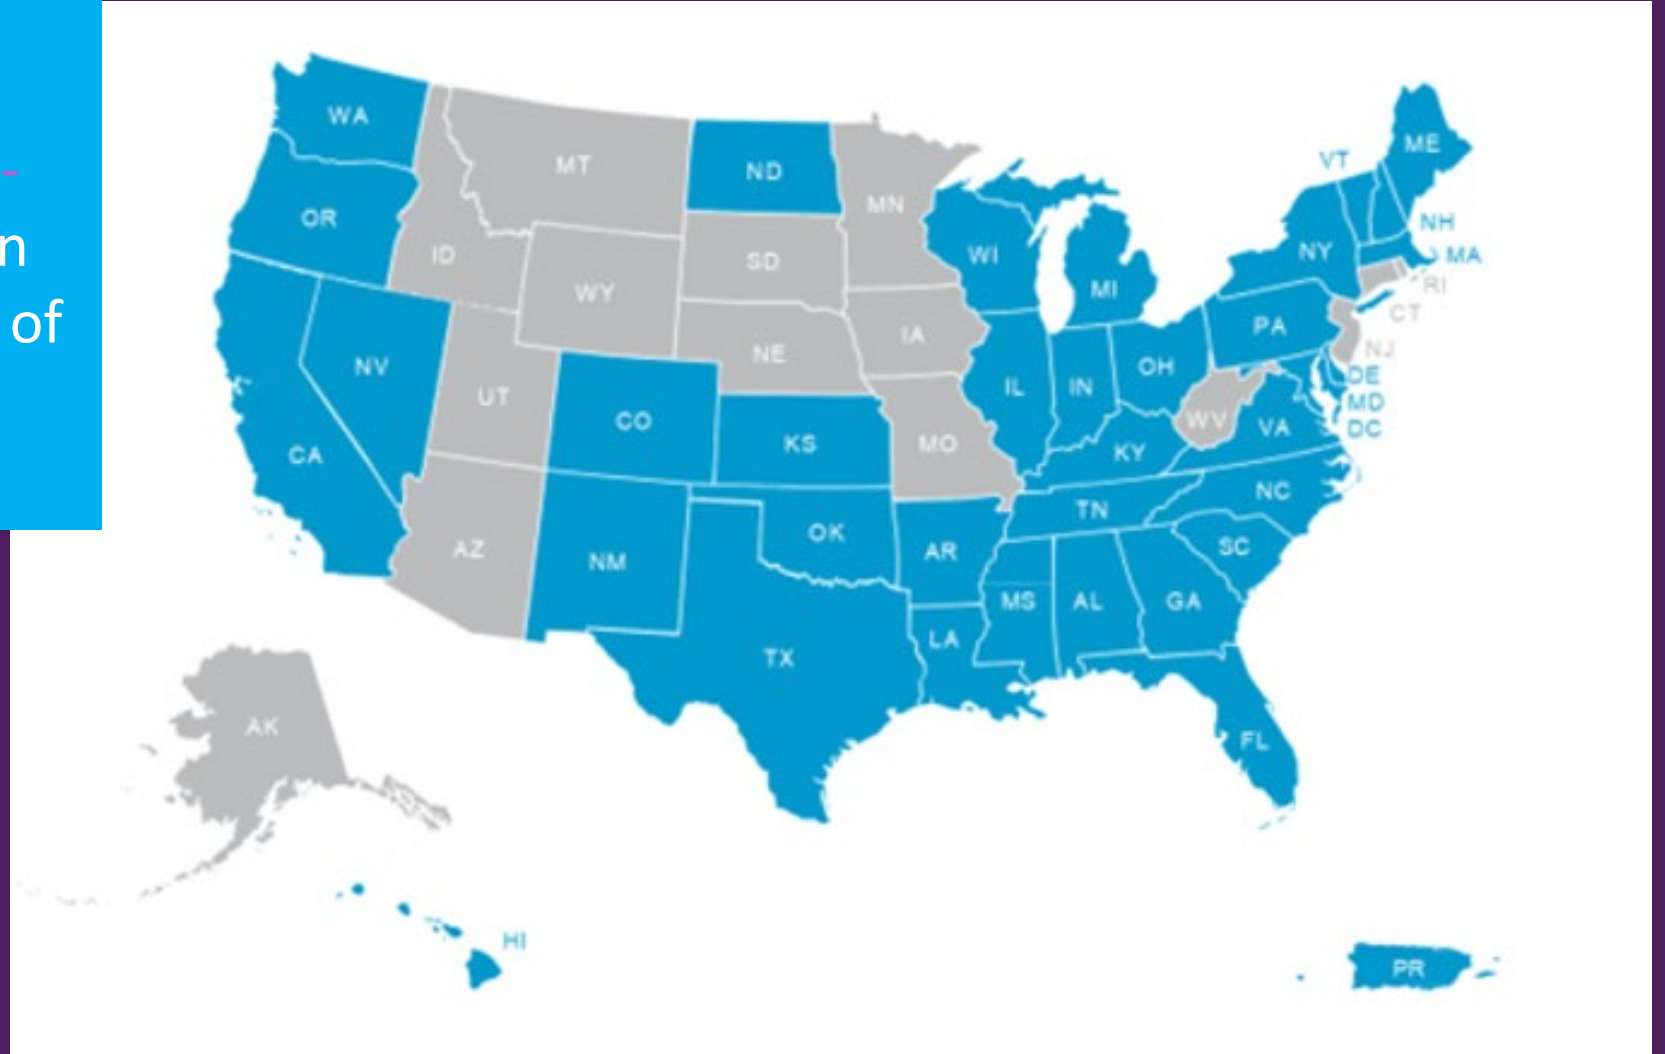 n
of
WA
MT
ND
MN
VT
ME
OR
ID
SD
WI
MI
NY
NH
MA
WY
RI
CT
IA
PA
NV
NE
NJ
UT
CO
IL
IN
OH
DE
MD
DC
CA
KS
MO
KY
WV
VA
AZ
NM
OK
AR
TN
NC
SC
MS
AL
GA
LA
TX
AK
FL
HI
PR